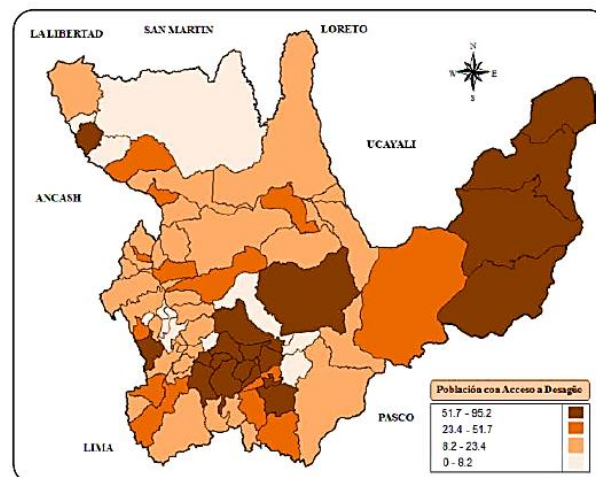 SAN MARTIN
LORETO
LA LIBERTAD
N
W E
S
UCAYALI
ANCASH
Población con Acceso a Desagüe
51.7 - 95.2
23.4 - 51.7
8.2 - 23.4
0 - 8.2
PASCO
LIMA